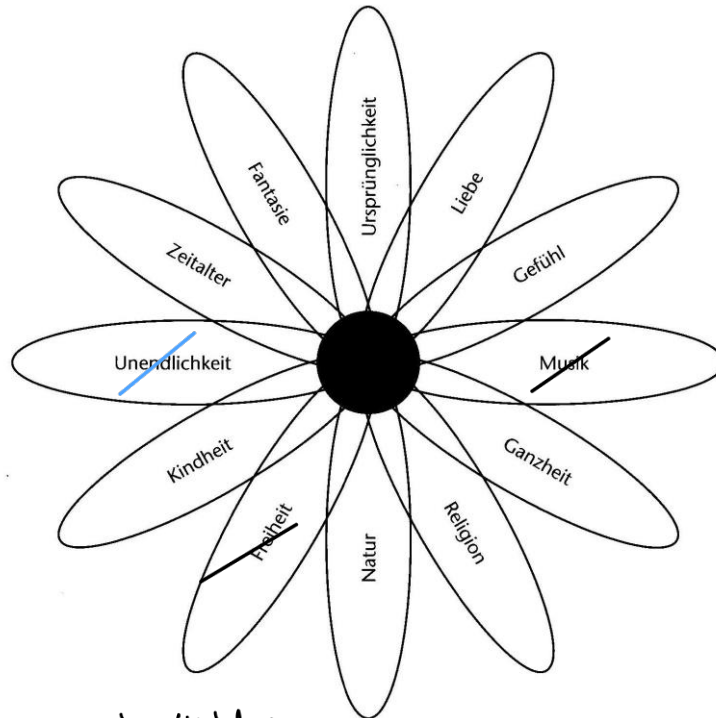 Ursprünglichkeit
Liebe
Gefühl
Musik
Ganzheit
Religion
Natur
Freiheit
Kindheit
Unendlichkeit
Zeitalter
Fantasie